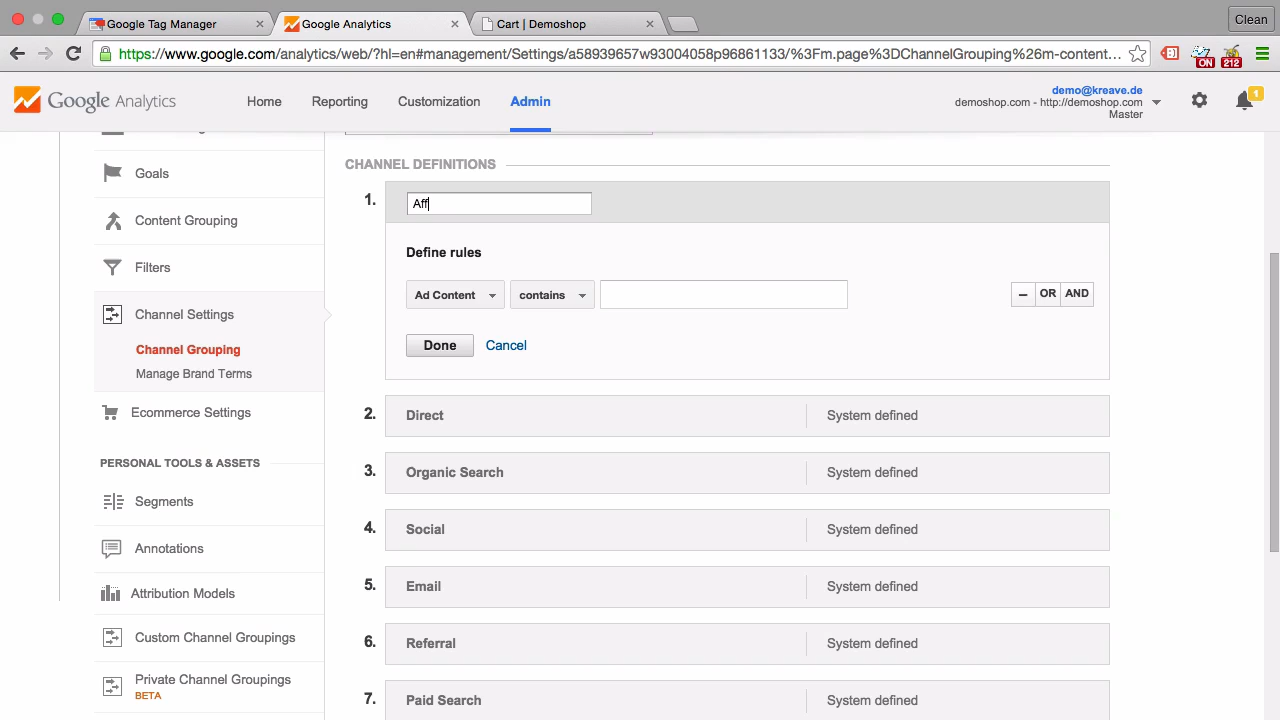 Google Tag Manager
Google Analytics
Cart | Demoshop
Clean
https://www.google.com/analytics/web/?hl=en#management/Settings/a58939657w93004058p96861133/%3Fm.page%3DChannelGrouping%26m-content...
ON
212
Google Analytics
Home
Reporting
Customization
Admin
demo@kreave.de
demoshop.com - http://demoshop.com
Master
1
Goals
Content Grouping
Filters
Channel Settings
Channel Grouping
Manage Brand Terms
Ecommerce Settings
PERSONAL TOOLS & ASSETS
Segments
Annotations
Attribution Models
Custom Channel Groupings
Private Channel Groupings
BETA
CHANNEL DEFINITIONS
1. Aff
Define rules
Ad Content contains
– OR AND
Done Cancel
2. Direct System defined
3. Organic Search System defined
4. Social System defined
5. Email System defined
6. Referral System defined
7. Paid Search System defined